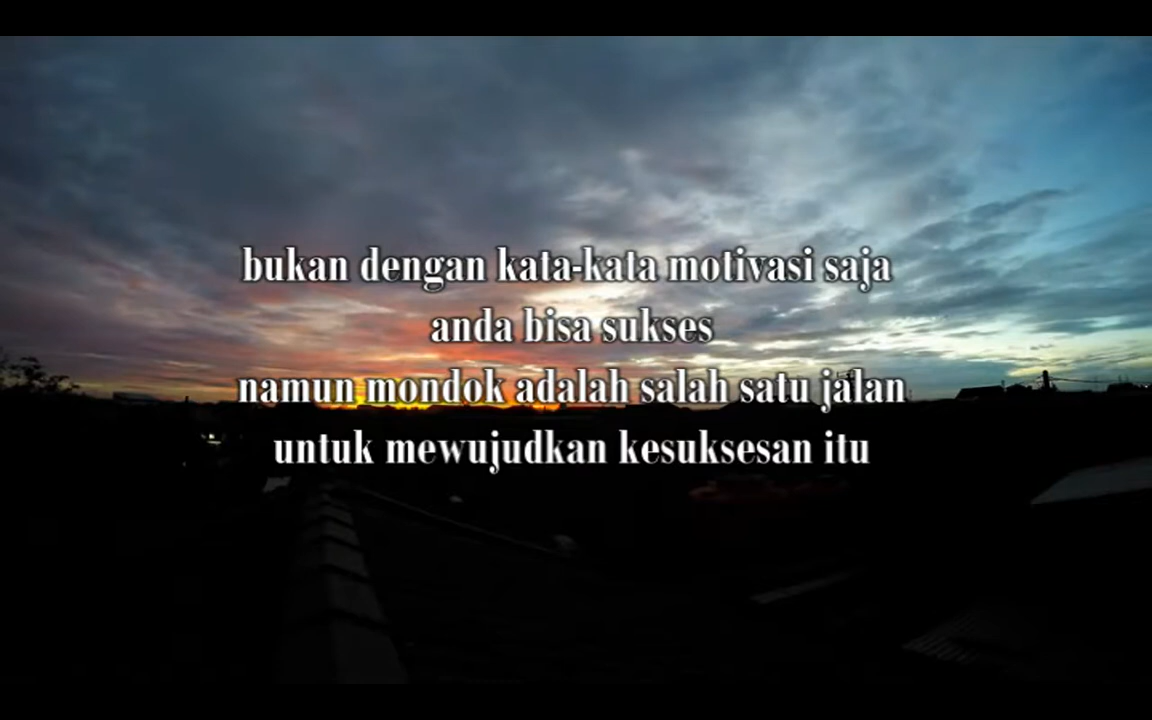 bukan dengan kata-kata motivasi saja
anda bisa sukses
namun mondok adalah salah satu jalan
untuk mewujudkan kesuksesan itu